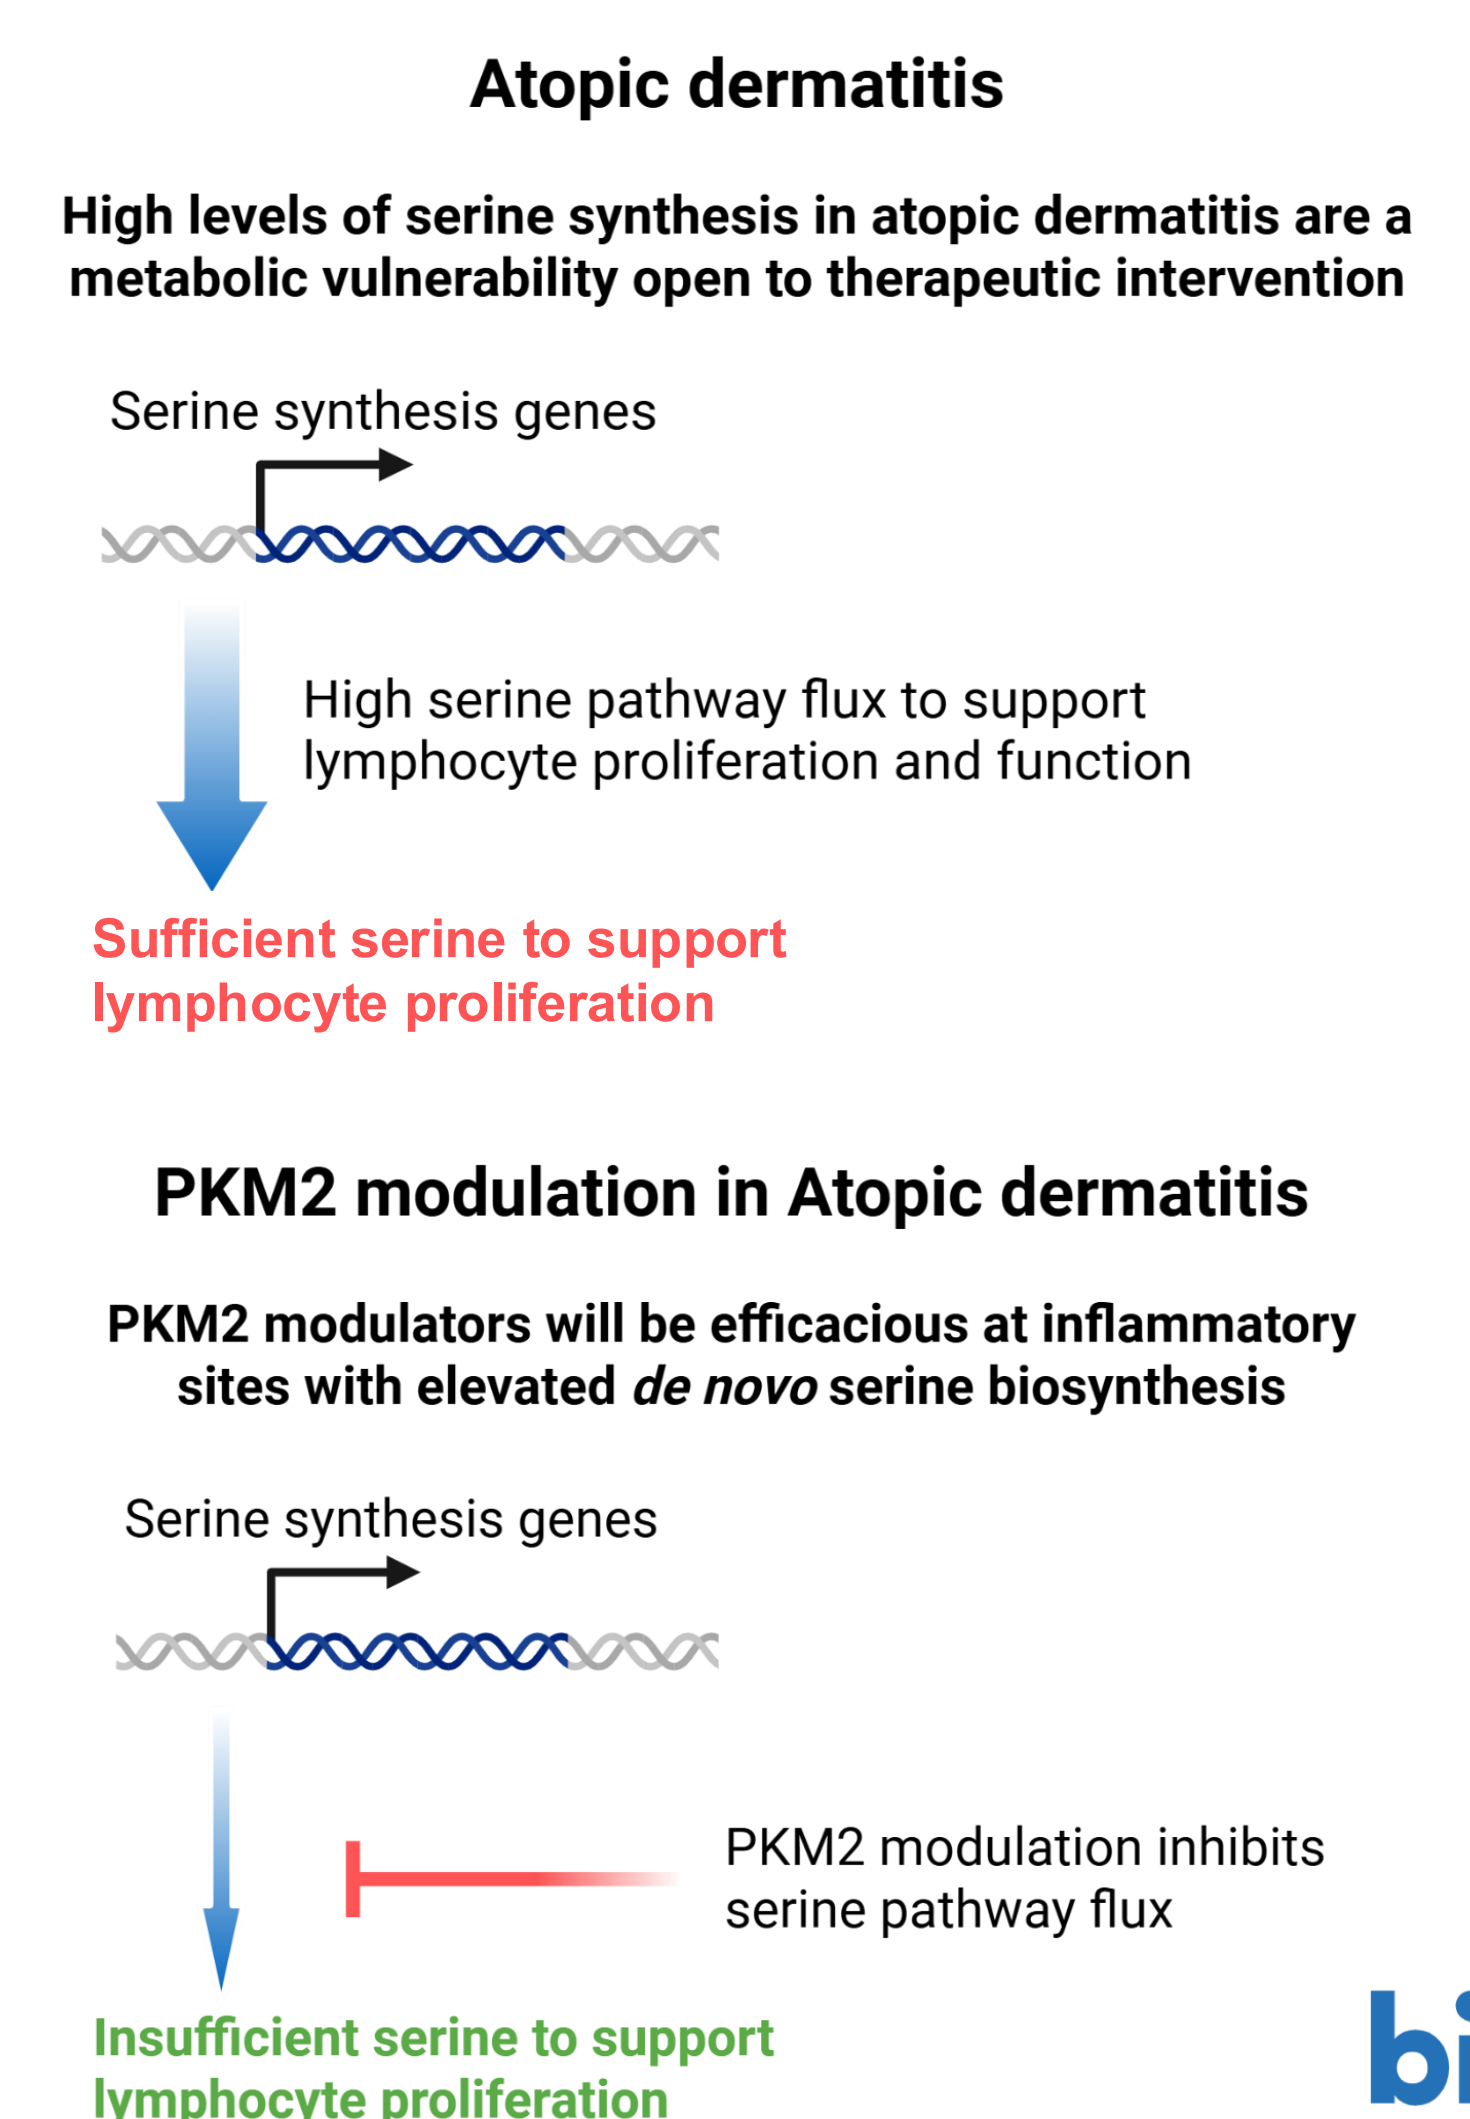 Atopic dermatitis
High levels of serine synthesis in atopic dermatitis are a
metabolic vulnerability open to therapeutic intervention
Serine synthesis genes
High serine pathway flux to support
lymphocyte proliferation and function
Sufficient serine to support
lymphocyte proliferation
PKM2 modulation in Atopic dermatitis
PKM2 modulators will be efficacious at inflammatory
sites with elevated de novo serine biosynthesis
Serine synthesis genes
PKM2 modulation inhibits
serine pathway flux
Insufficient serine to support
lymphocyte proliferation
bi